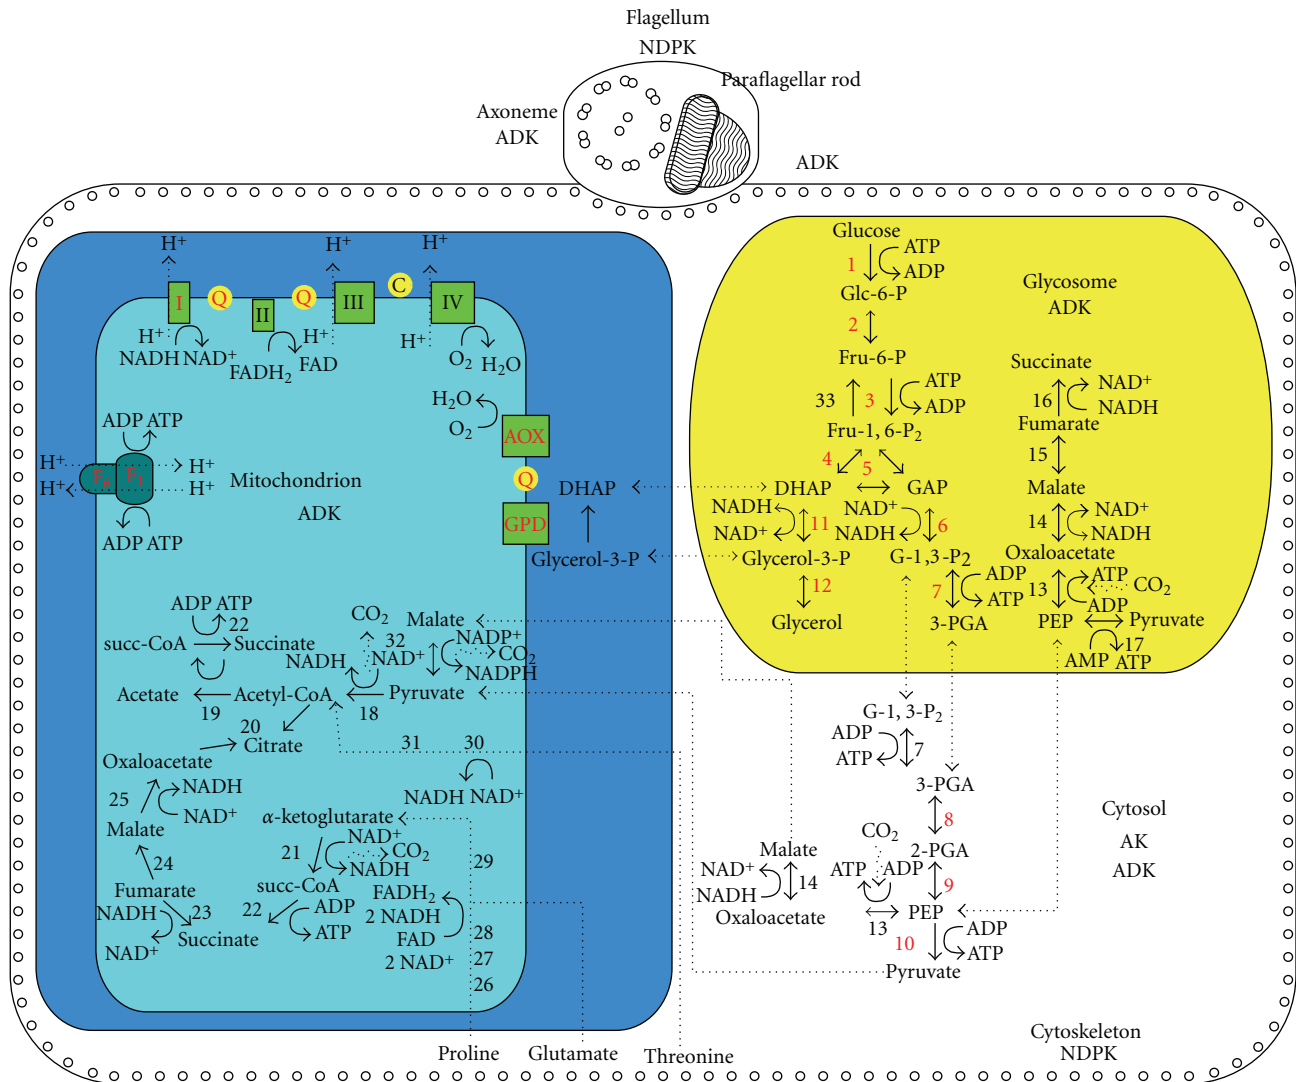 Flagellum
NDPK
Paraflagellar rod
Axoneme
ADK
ADK
H⁺
H⁺
H⁺
I
Q
II
Q
III
C
IV
H⁺
NADH NAD⁺
FADH₂
FAD
H⁺
H⁺
O₂
H₂O
H₂O
O₂
AOX
Q
GPD
ADP ATP
H⁺
H⁺
F₀
F₁
H⁺
H⁺
ADP ATP
Mitochondrion
ADK
DHAP
Glycerol-3-P
ADP ATP
22
succ-CoA
Succinate
CO₂
32
NADH
NAD⁺
Malate
NADP⁺
CO₂
NADPH
Acetate
Acetyl-CoA
Pyruvate
19
18
20
Citrate
31
30
Oxaloacetate
NADH
NAD⁺
25
NADH NAD⁺
Malate
α-ketoglutarate
21
NAD⁺
CO₂
NADH
29
24
Fumarate
succ-CoA
NADH
23
22
ADP
ATP
FADH₂
2 NADH
FAD
2 NAD⁺
28
27
26
Succinate
NAD⁺
Proline
Glutamate
Threonine
Glucose
1
ATP
ADP
Glc-6-P
2
Fru-6-P
33
3
ATP
ADP
Fru-1, 6-P₂
4
5
DHAP
GAP
NADH
NAD⁺
11
NAD⁺
NADH
6
Glycerol-3-P
G-1,3-P₂
12
7
ADP
ATP
Glycerol
3-PGA
Glycosome
ADK
Succinate
16
NAD⁺
NADH
Fumarate
15
Malate
14
NAD⁺
NADH
Oxaloacetate
13
ATP
CO₂
ADP
PEP
Pyruvate
17
AMP ATP
G-1, 3-P₂
ADP
ATP
7
3-PGA
8
CO₂
2-PGA
ATP
ADP
9
Malate
NAD⁺
NADH
14
Oxaloacetate
13
PEP
10
ADP
ATP
Pyruvate
Cytosol
AK
ADK
Cytoskeleton
NDPK